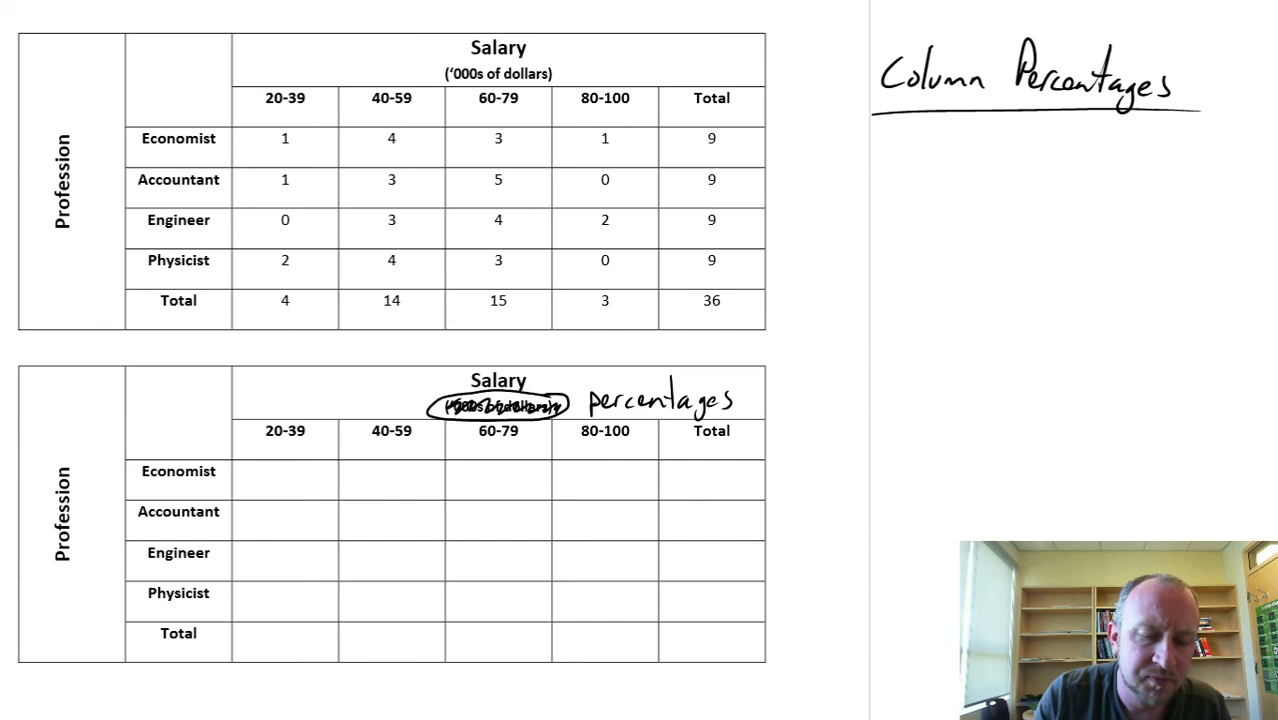 Salary
('000s of dollars)
20-39 40-59 60-79 80-100 Total
Profession
Economist 1 4 3 1 9
Accountant 1 3 5 0 9
Engineer 0 3 4 2 9
Physicist 2 4 3 0 9
Total 4 14 15 3 36
Column Percentages
Salary
percentages
20-39 40-59 60-79 80-100 Total
Profession
Economist
Accountant
Engineer
Physicist
Total